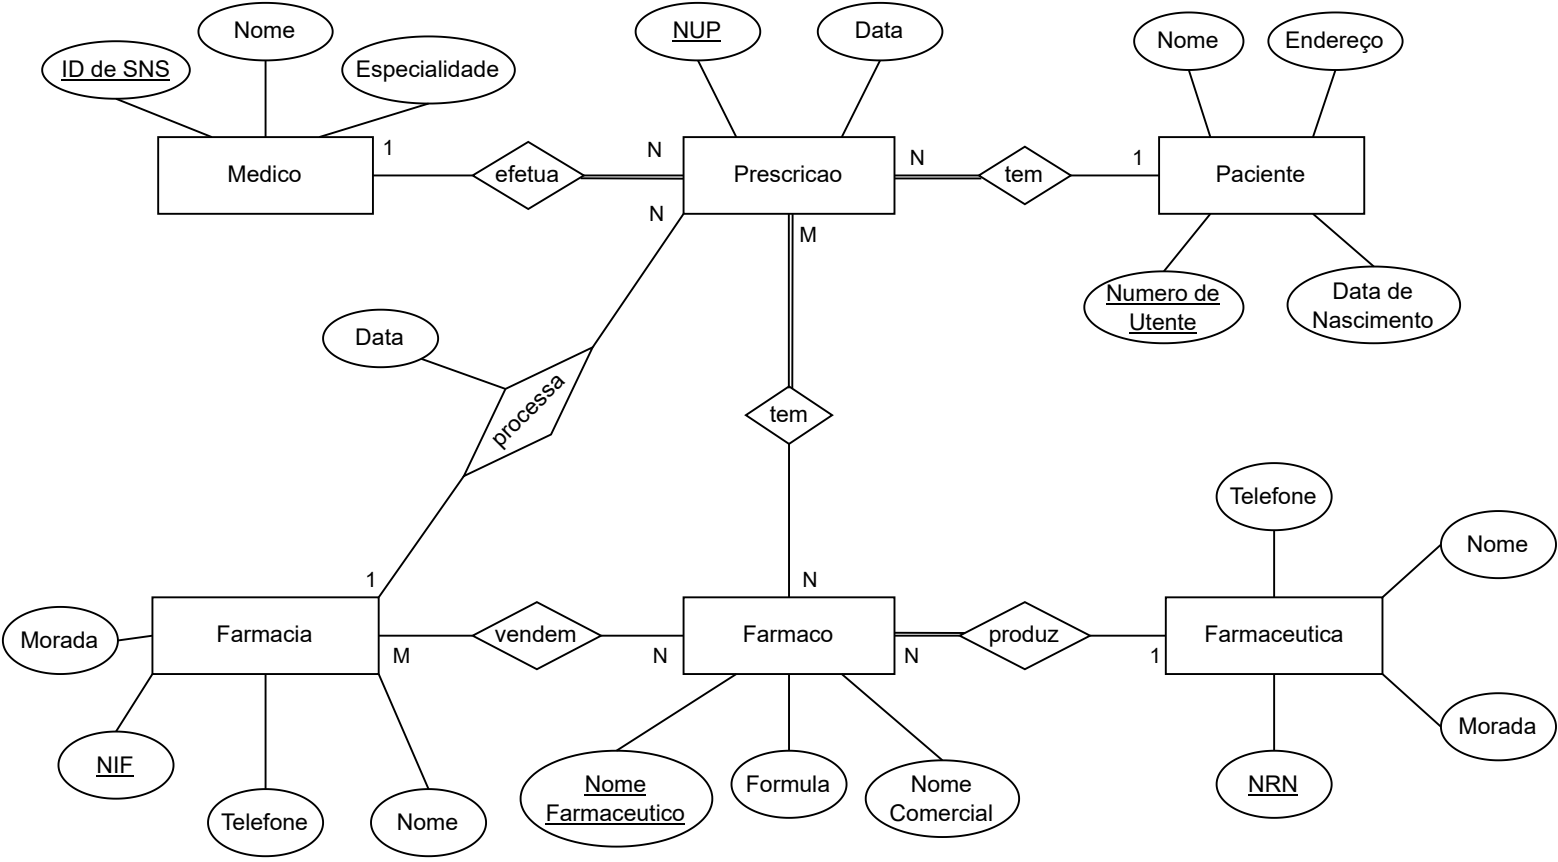 Nome
NUP
Data
ID de SNS
Especialidade
Nome
Endereço
Medico
1
efetua
N
Prescricao
N
tem
1
Paciente
N
M
Numero de
Utente
Data de
Nascimento
Data
processa
tem
Telefone
Nome
1
N
Morada
Farmacia
M
vendem
N
Farmaco
N
produz
1
Farmaceutica
Morada
NIF
Telefone
Nome
Nome
Farmaceutico
Formula
Nome
Comercial
NRN